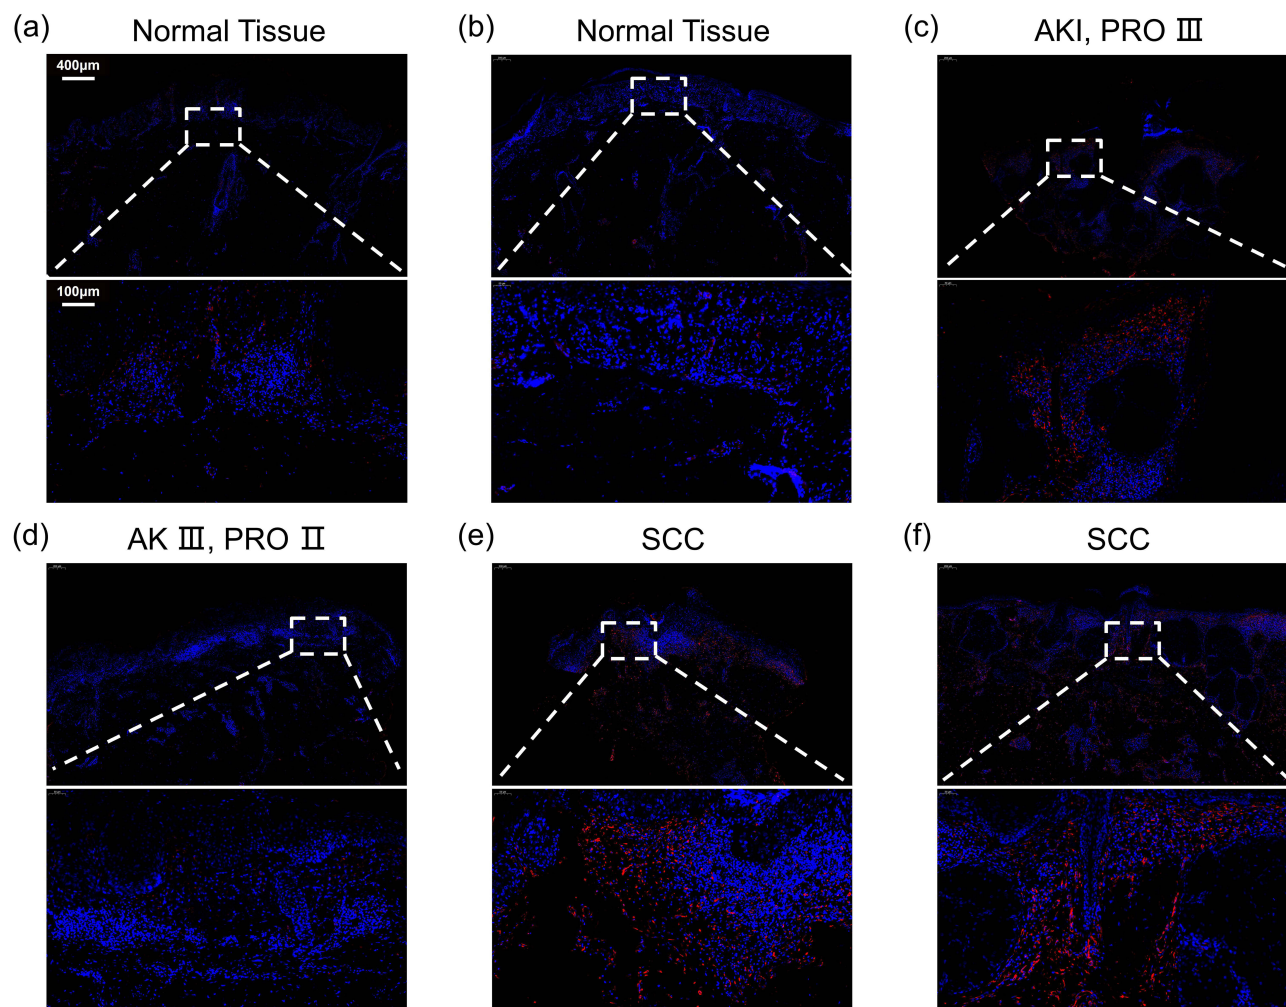 (a) Normal Tissue
(b) Normal Tissue
(c) AKI, PRO Ⅲ
400μm
100μm
(d) AK Ⅲ, PRO Ⅱ
(e) SCC
(f) SCC